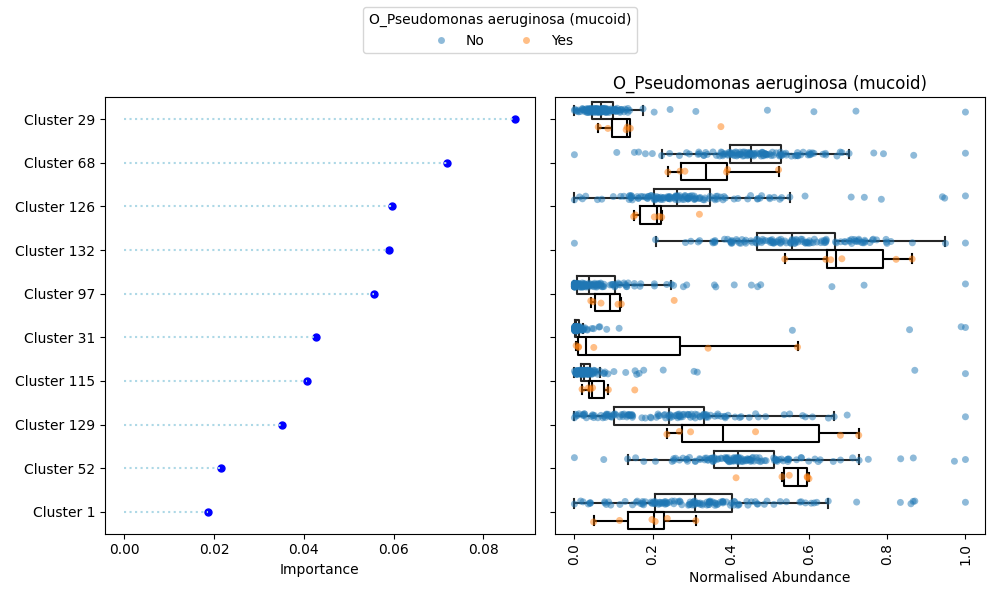 O_Pseudomonas aeruginosa (mucoid)
No Yes
O_Pseudomonas aeruginosa (mucoid)
Cluster 29
Cluster 68
Cluster 126
Cluster 132
Cluster 97
Cluster 31
Cluster 115
Cluster 129
Cluster 52
Cluster 1
0.00 0.02 0.04 0.06 0.08
Importance
0.0 0.2 0.4 0.6 0.8 1.0
Normalised Abundance